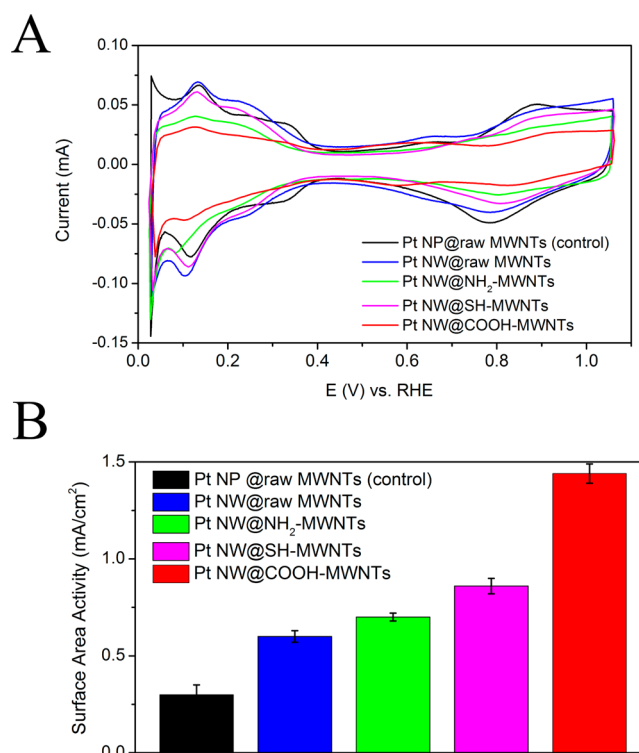 A
0.10
0.05
0.00
-0.05
-0.10
-0.15
Current (mA)
Pt NP@raw MWNTs (control)
Pt NW@raw MWNTs
Pt NW@NH₂-MWNTs
Pt NW@SH-MWNTs
Pt NW@COOH-MWNTs
0.0 0.2 0.4 0.6 0.8 1.0
E (V) vs. RHE
B
1.5
1.0
0.5
0.0
Surface Area Activity (mA/cm²)
Pt NP @raw MWNTs (control)
Pt NW@raw MWNTs
Pt NW@NH₂-MWNTs
Pt NW@SH-MWNTs
Pt NW@COOH-MWNTs